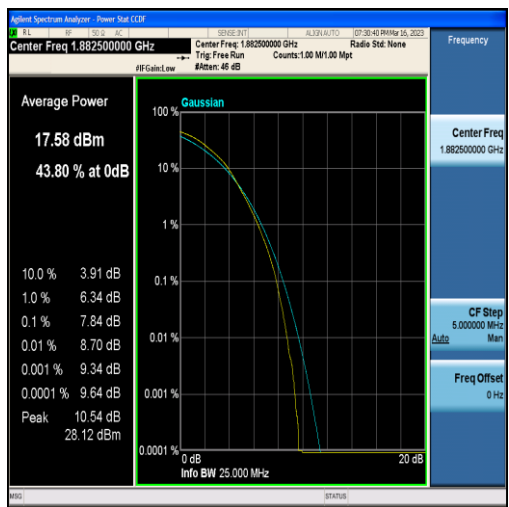 Agilent Spectrum Analyzer - Power Stat CCDF
RL RF 50 Ω AC SENSE:INT ALIGN AUTO 07:30:40 PM Mar 16, 2023
Center Freq 1.882500000 GHz
Center Freq: 1.882500000 GHz Radio Std: None
Trig: Free Run Counts:1.00 M/1.00 Mpt
#IFGain:Low #Atten: 46 dB
Frequency
Average Power
17.58 dBm
43.80 % at 0dB
10.0 % 3.91 dB
1.0 % 6.34 dB
0.1 % 7.84 dB
0.01 % 8.70 dB
0.001 % 9.34 dB
0.0001 % 9.64 dB
Peak 10.54 dB
28.12 dBm
Gaussian
100 %
10 %
1 %
0.1 %
0.01 %
0.001 %
0.0001 %
0 dB 20 dB
Info BW 25.000 MHz
Center Freq
1.882500000 GHz
CF Step
5.000000 MHz
Auto Man
Freq Offset
0 Hz
MSG STATUS